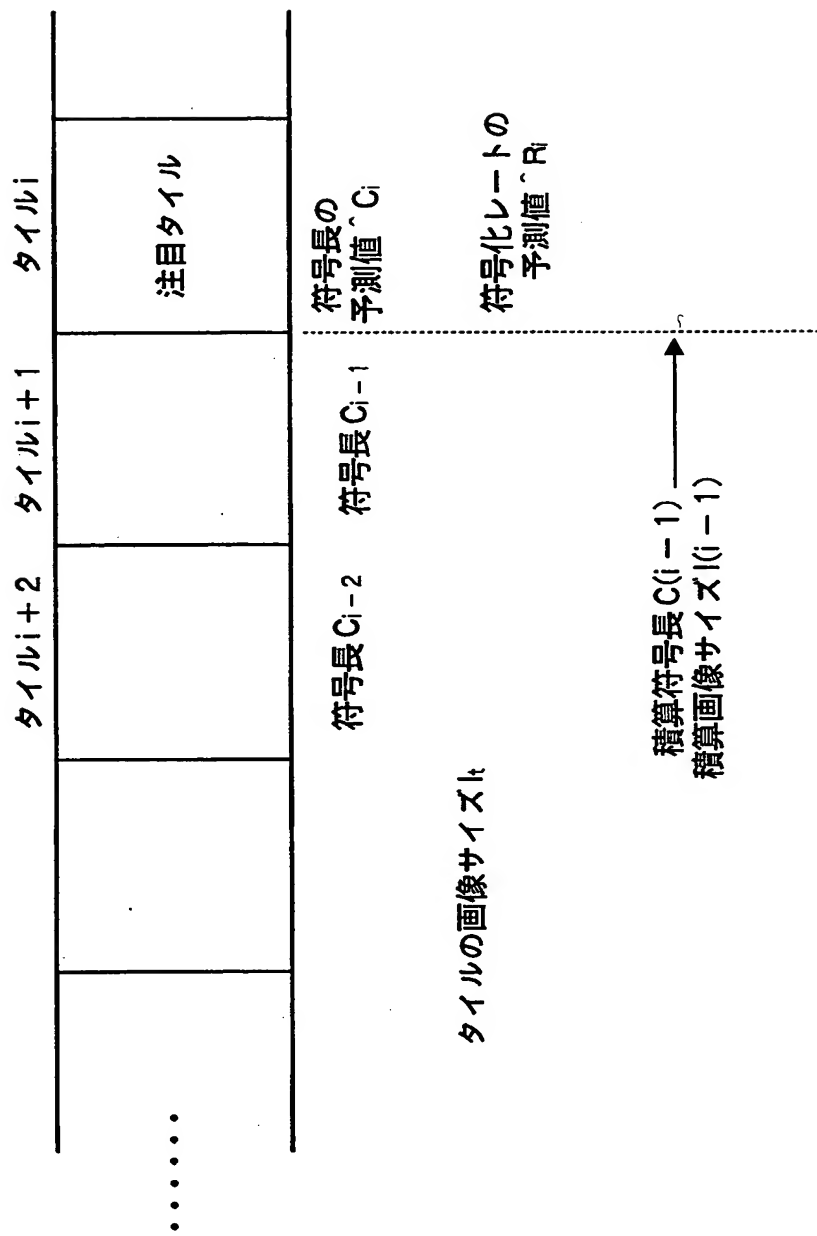 タイルi+2
タイルi+1
タイルi
注目タイル
・・・・・・
符号長Ci-2
符号長Ci-1
符号長の
予測値^Ci
タイルの画像サイズIt
符号化レートの
予測値^Ri
積算符号長C(i-1)
積算画像サイズI(i-1)